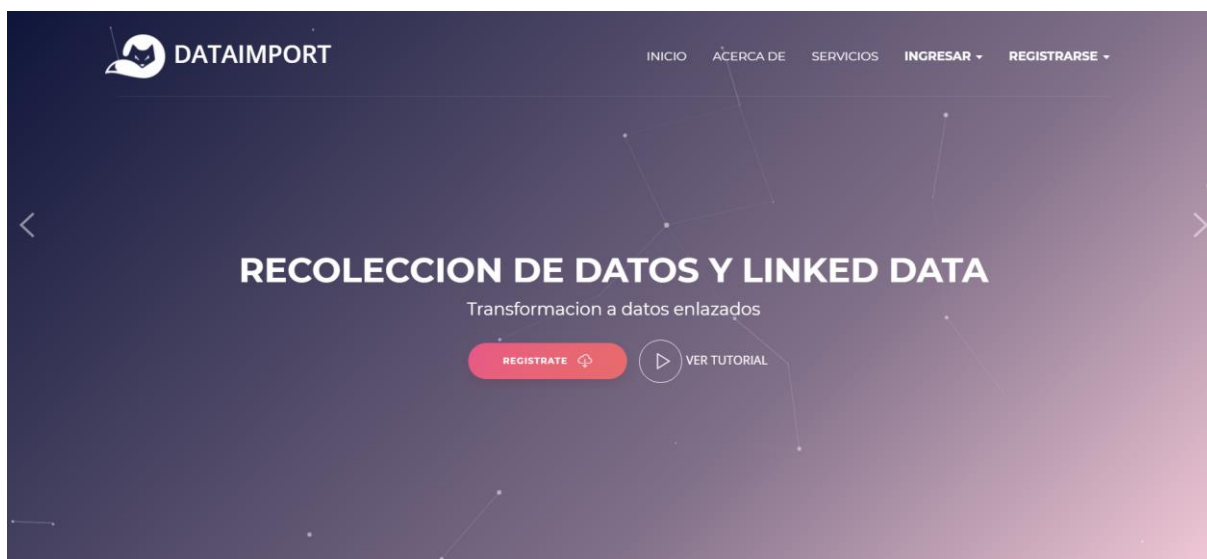 DATAIMPORT
INICIO ACERCA DE SERVICIOS INGRESAR REGISTRARSE
RECOLECCION DE DATOS Y LINKED DATA
Transformacion a datos enlazados
REGISTRATE VER TUTORIAL